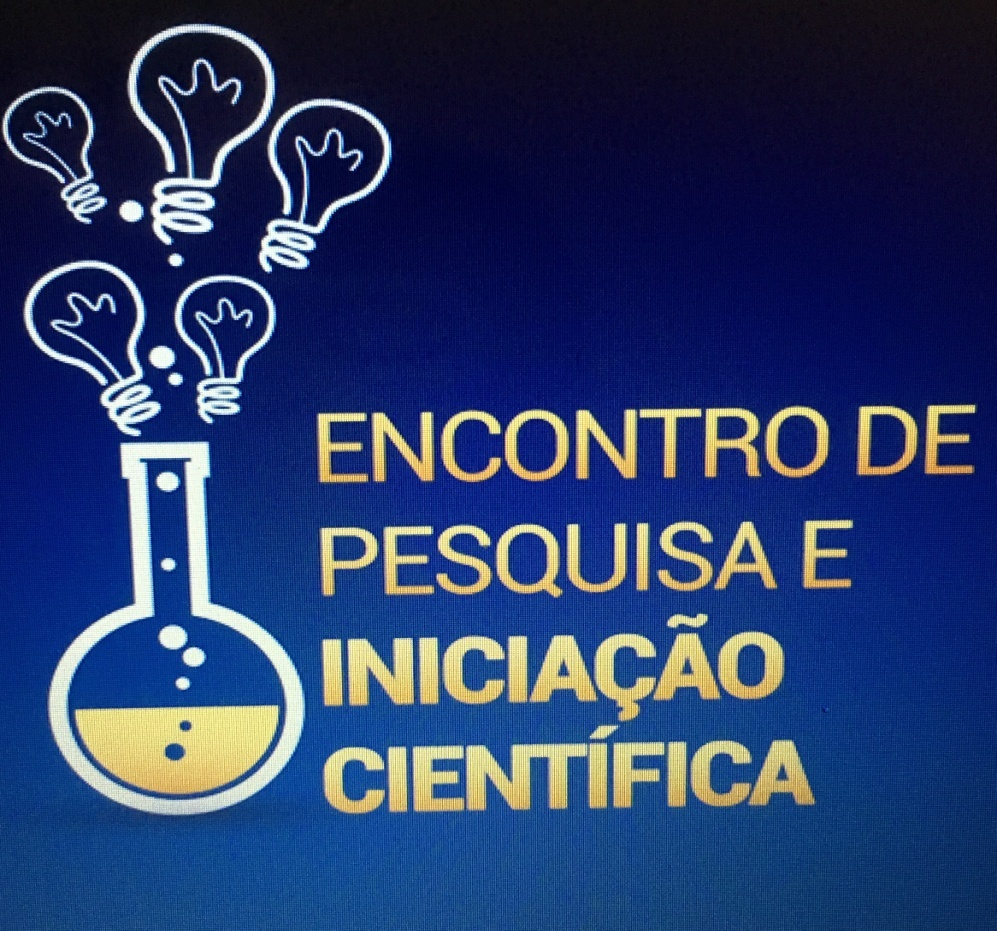 ENCONTRO DE
PESQUISA E
INICIAÇÃO
CIENTÍFICA